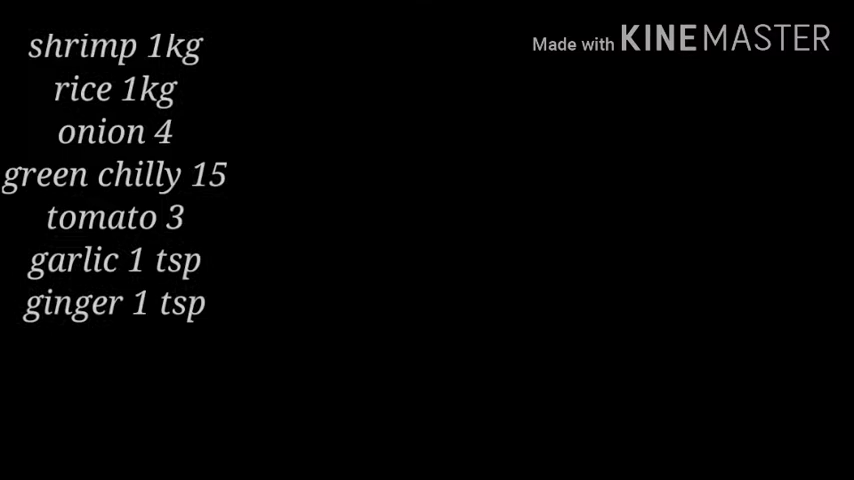 shrimp 1kg
rice 1kg
onion 4
green chilly 15
tomato 3
garlic 1 tsp
ginger 1 tsp
Made with KINEMASTER